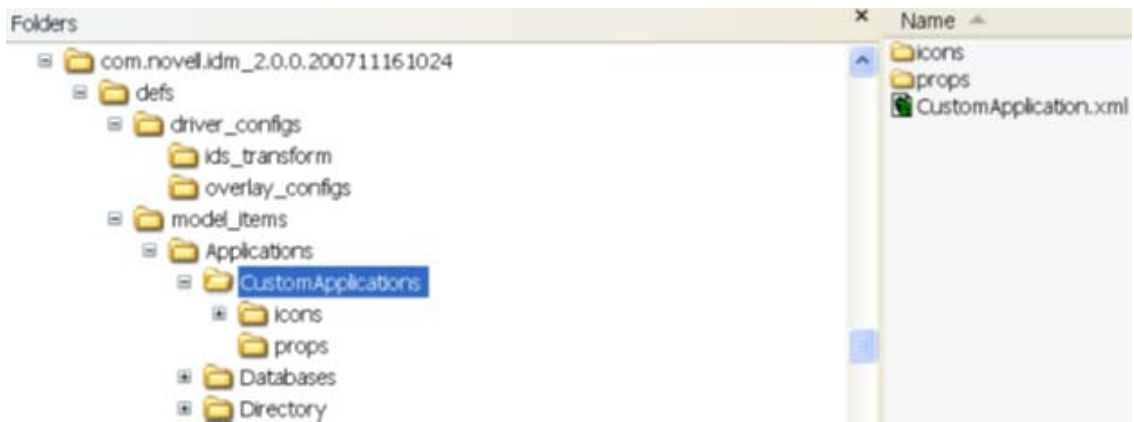 Folders
com.novell.idm_2.0.0.200711161024
defs
driver_configs
ids_transform
overlay_configs
model_items
Applications
CustomApplications
icons
props
Databases
Directory
Name
icons
props
CustomApplication.xml